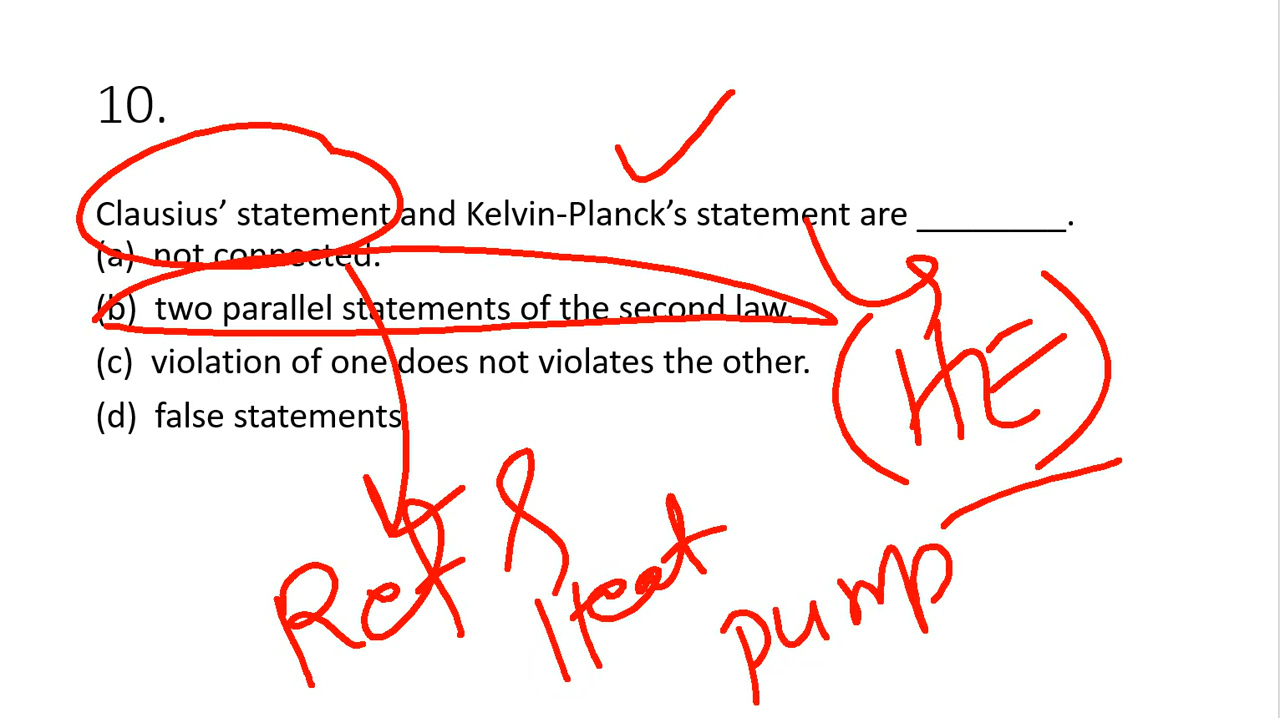 10.
Clausius’ statement and Kelvin-Planck’s statement are ________.
(a) not connected.
(b) two parallel statements of the second law.
(c) violation of one does not violates the other.
(d) false statements
HE
Ref & Heat pump